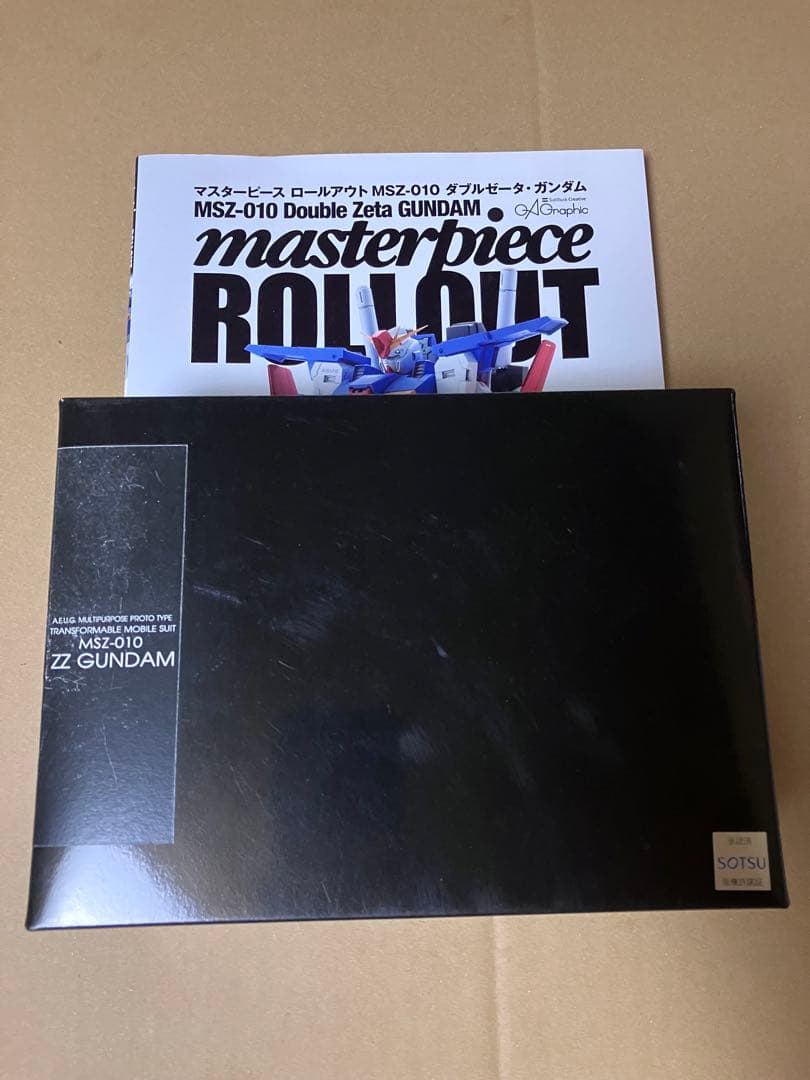 マスターピース ロールアウト MSZ-010 ダブルゼータ・ガンダム
MSZ-010 Double Zeta GUNDAM
SoftBank Creative
GA Graphic
masterpiece
ROLLOUT
A.E.U.G. MULTIPURPOSE PROTO TYPE
TRANSFORMABLE MOBILE SUIT
MSZ-010
ZZ GUNDAM
SOTSU